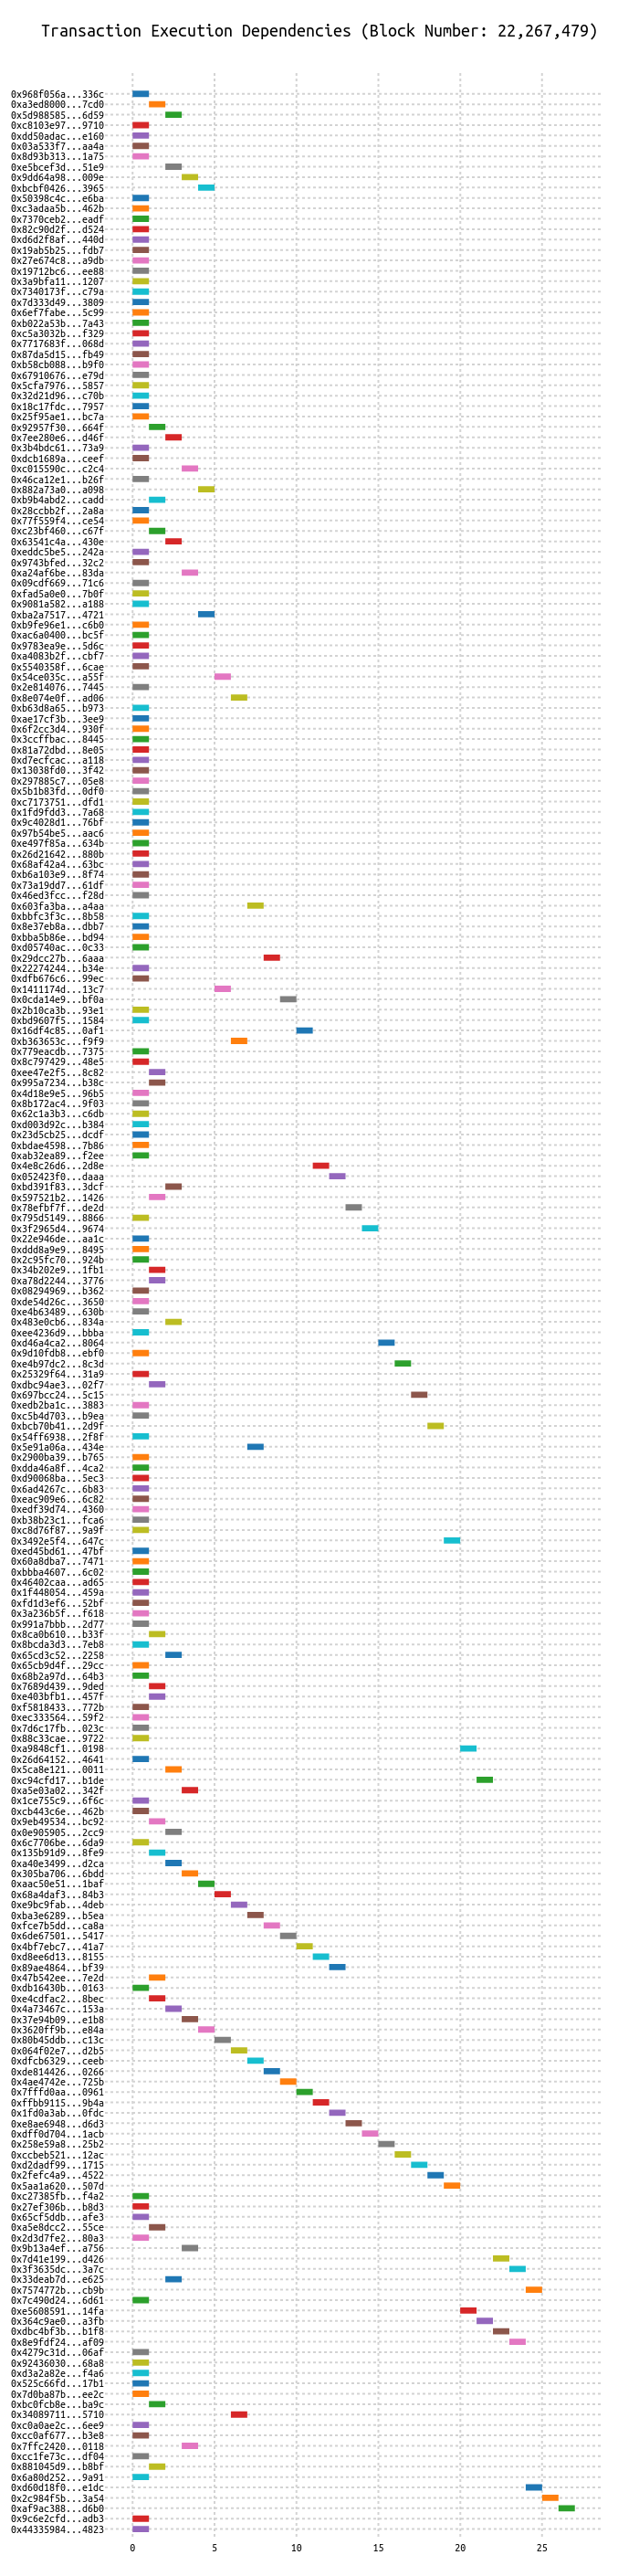 Transaction Execution Dependencies (Block Number: 22,267,479)
0x968f056a...336c
0xa3ed8000...7cd0
0x5d988585...6d59
0xc8103e97...9710
0xdd50adac...e160
0x03a533f7...aa4a
0x8d93b313...1a75
0xe5bcef3d...51e9
0x9dd64a98...009e
0xbcbf0426...3965
0x50398c4c...e6ba
0xc3adaa5b...462b
0x7370ceb2...eadf
0x82c90d2f...d524
0xd6d2f8af...440d
0x19ab5b25...fdb7
0x27e674c8...a9db
0x19712bc6...ee88
0x3a9bfa11...1207
0x7340173f...c79a
0x7d333d49...3809
0x6ef7fabe...5c99
0xb022a53b...7a43
0xc5a3032b...f329
0x7717683f...068d
0x87da5d15...fb49
0xb58cb088...b9f0
0x67910676...e79d
0x5cfa7976...5857
0x32d21d96...c70b
0x18c17fdc...7957
0x25f95ae1...bc7a
0x92957f30...664f
0x7ee280e6...d46f
0x3b4bdc61...73a9
0xdcb1689a...ceef
0xc015590c...c2c4
0x46ca12e1...b26f
0x882a73a0...a098
0xb9b4abd2...cadd
0x28ccbb2f...2a8a
0x77f559f4...ce54
0xc23bf460...c67f
0x63541c4a...430e
0xeddc5be5...242a
0x9743bfed...32c2
0xa24af6be...83da
0x09cdf669...71c6
0xfad5a0e0...7b0f
0x9081a582...a188
0xba2a7517...4721
0xb9fe96e1...c6b0
0xac6a0400...bc5f
0x9783ea9e...5d6c
0xa4083b2f...cbf7
0x5540358f...6cae
0x54ce035c...a55f
0x2e814076...7445
0x8e074e0f...ad06
0xb63d8a65...b973
0xae17cf3b...3ee9
0x6f2cc3d4...930f
0x3ccffbac...8445
0x81a72dbd...8e05
0xd7ecfcac...a118
0x13038fd0...3f42
0x297885c7...05e8
0x5b1b83fd...0df0
0xc7173751...dfd1
0x1fd9fdd3...7a68
0x9c4028d1...76bf
0x97b54be5...aac6
0xe497f85a...634b
0x26d21642...880b
0x68af42a4...63bc
0xb6a103e9...8f74
0x73a19dd7...61df
0x46ed3fcc...f28d
0x603fa3ba...a4aa
0xbbfc3f3c...8b58
0x8e37eb8a...dbb7
0xbba5b86e...bd94
0xd05740ac...0c33
0x29dcc27b...6aaa
0x22274244...b34e
0xdfb676c6...99ec
0x1411174d...13c7
0x0cda14e9...bf0a
0x2b10ca3b...93e1
0xbd9607f5...1584
0x16df4c85...0af1
0xb363653c...f9f9
0x779eacdb...7375
0x8c797429...48e5
0xee47e2f5...8c82
0x995a7234...b38c
0x4d18e9e5...96b5
0x8b172ac4...9f03
0x62c1a3b3...c6db
0xd003d92c...b384
0x23d5cb25...dcdf
0xbdae4598...7b86
0xab32ea89...f2ee
0x4e8c26d6...2d8e
0x052423f0...daaa
0xbd391f83...3dcf
0x597521b2...1426
0x78efbf7f...de2d
0x795d5149...8866
0x3f2965d4...9674
0x22e946de...aa1c
0xddd8a9e9...8495
0x2c95fc70...924b
0x34b202e9...1fb1
0xa78d2244...3776
0x08294969...b362
0xde54d26c...3650
0xe4b63489...630b
0x483e0cb6...834a
0xee4236d9...bbba
0xd46a4ca2...8064
0x9d10fdb8...ebf0
0xe4b97dc2...8c3d
0x25329f64...31a9
0xdbc94ae3...02f7
0x697bcc24...5c15
0xedb2ba1c...3883
0xc5b4d703...b9ea
0xbcb70b41...2d9f
0x54ff6938...2f8f
0x5e91a06a...434e
0x2900ba39...b765
0xdda46a8f...4ca2
0xd90068ba...5ec3
0x6ad4267c...6b83
0xeac909e6...6c82
0xedf39d74...4360
0xb38b23c1...fca6
0xc8d76f87...9a9f
0x3492e5f4...647c
0xed45bd61...47bf
0x60a8dba7...7471
0xbbba4607...6c02
0x46402caa...ad65
0x1f448054...459a
0xfd1d3ef6...52bf
0x3a236b5f...f618
0x991a7bbb...2d77
0x8ca0b610...b33f
0x8bcda3d3...7eb8
0x65cd3c52...2258
0x65cb9d4f...29cc
0x68b2a97d...64b3
0x7689d439...9ded
0xe403bfb1...457f
0xf5818433...772b
0xec333564...59f2
0x7d6c17fb...023c
0x88c33cae...9722
0xa9848cf1...0198
0x26d64152...4641
0x5ca8e121...0011
0xc94cfd17...b1de
0xa5e03a02...342f
0x1ce755c9...6f6c
0xcb443c6e...462b
0x9eb49534...bc92
0x0e905905...2cc9
0x6c7706be...6da9
0x135b91d9...8fe9
0xa40e3499...d2ca
0x305ba706...6bdd
0xaac50e51...1baf
0x68a4daf3...84b3
0xe9bc9fab...4deb
0xba3e6289...b5ea
0xfce7b5dd...ca8a
0x6de67501...5417
0x4bf7ebc7...41a7
0xd8ee6d13...8155
0x89ae4864...bf39
0x47b542ee...7e2d
0xdb16430b...0163
0xe4cdfac2...8bec
0x4a73467c...153a
0x37e94b09...e1b8
0x3620ff9b...e84a
0x80b45ddb...c13c
0x064f02e7...d2b5
0xdfcb6329...ceeb
0xde814426...0266
0x4ae4742e...725b
0x7fffd0aa...0961
0xffbb9115...9b4a
0x1fd0a3ab...0fdc
0xe8ae6948...d6d3
0xdff0d704...1acb
0x258e59a8...25b2
0xccbeb521...12ac
0xd2dadf99...1715
0x2fefc4a9...4522
0x5aa1a620...507d
0xc27385fb...f4a2
0x27ef306b...b8d3
0x65cf5ddb...afe3
0xa5e8dcc2...55ce
0x2d3d7fe2...80a3
0x9b13a4ef...a756
0x7d41e199...d426
0x3f3635dc...3a7c
0x33deab7d...e625
0x7574772b...cb9b
0x7c490d24...6d61
0xe5608591...14fa
0x364c9ae0...a3fb
0xdbc4bf3b...b1f8
0x8e9fdf24...af09
0x4279c31d...06af
0x92436030...68a8
0xd3a2a82e...f4a6
0x525c66fd...17b1
0x7d0ba87b...ee2c
0xbc0fcb8e...ba9c
0x34089711...5710
0xc0a0ae2c...6ee9
0xcc0af677...b3e8
0x7ffc2420...0118
0xcc1fe73c...df04
0x881045d9...b8bf
0x6a80d252...9a91
0xd60d18f0...e1dc
0x2c984f5b...3a54
0xaf9ac388...d6b0
0x9c6e2cfd...adb3
0x44335984...4823
0 5 10 15 20 25